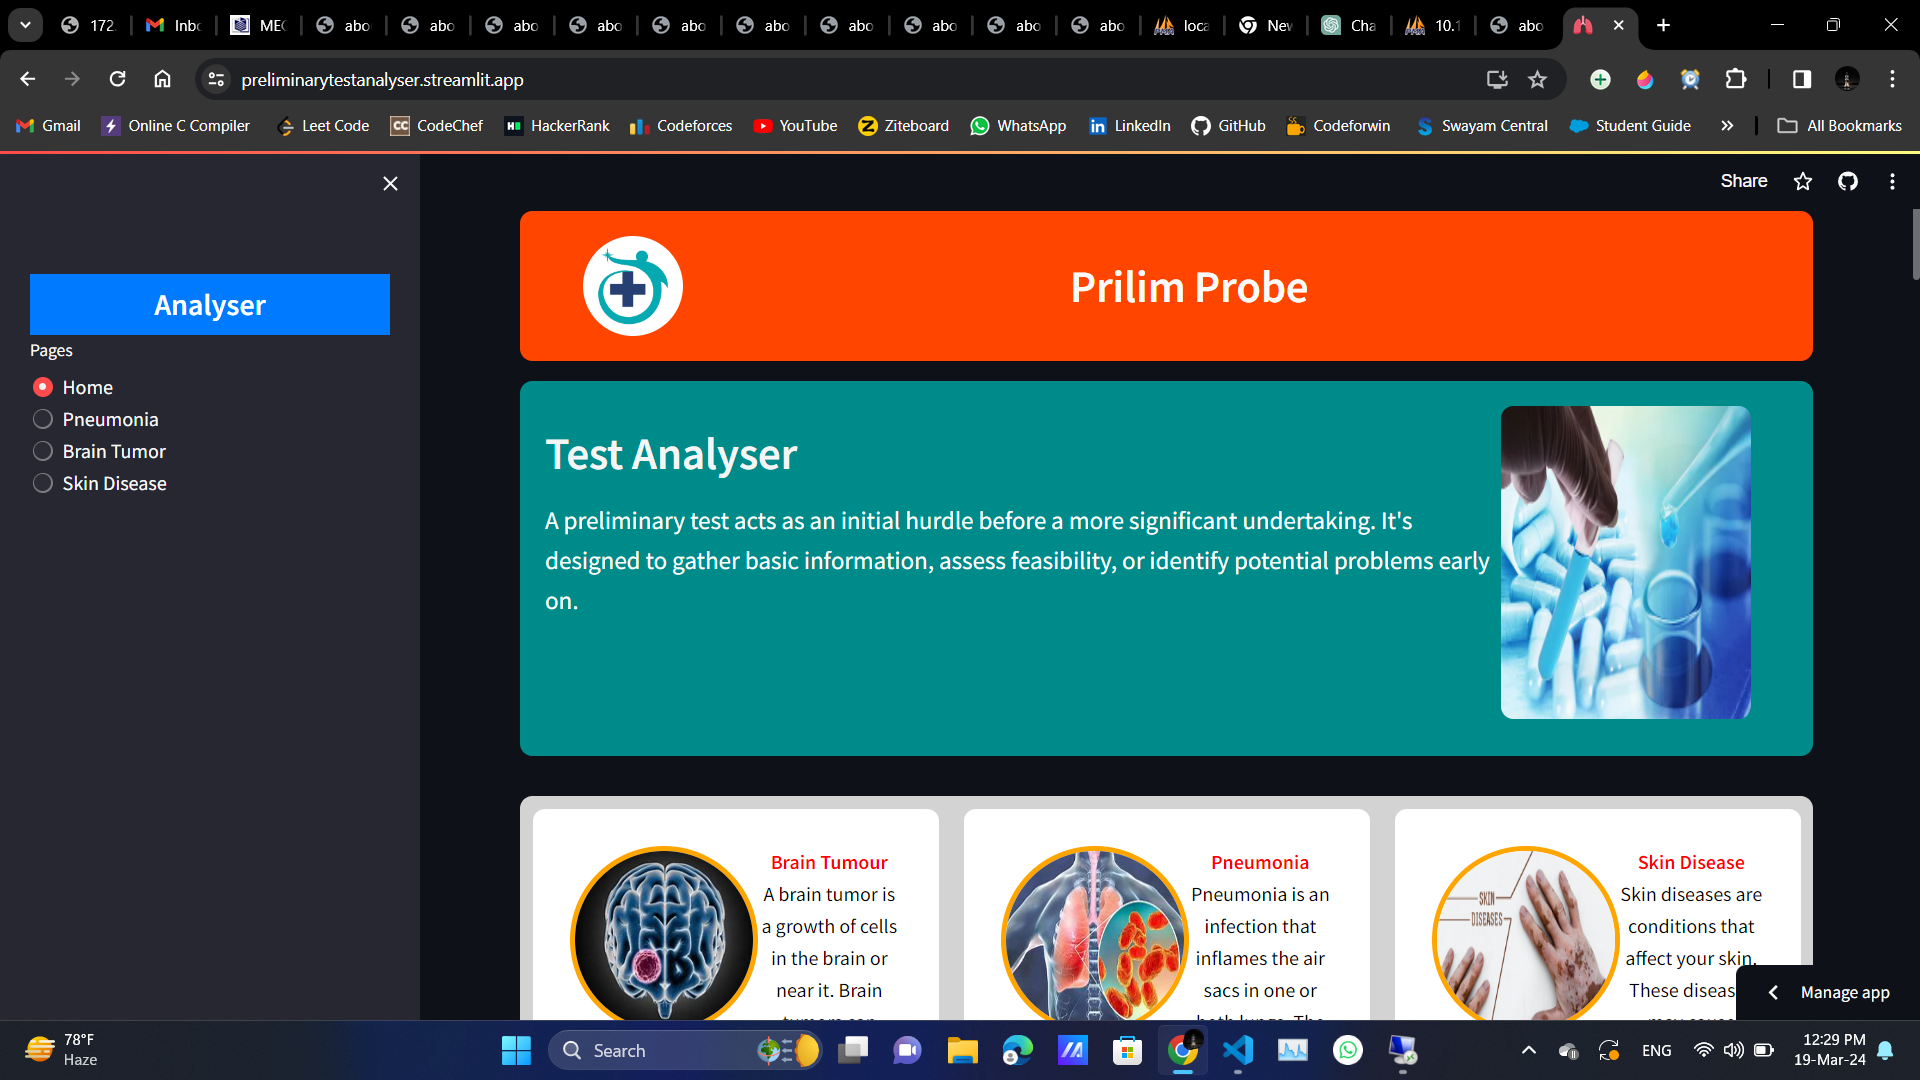 172
Inb
MEC
abo
abo
abo
abo
abo
abo
abo
abo
abo
abo
loca
New
Cha
10.1
abo
preliminarytestanalyser.streamlit.app
Gmail
Online C Compiler
Leet Code
CodeChef
HackerRank
Codeforces
YouTube
Ziteboard
WhatsApp
LinkedIn
GitHub
Codeforwin
Swayam Central
Student Guide
All Bookmarks
Share
Analyser
Pages
Home
Pneumonia
Brain Tumor
Skin Disease
Prilim Probe
Test Analyser
A preliminary test acts as an initial hurdle before a more significant undertaking. It's
designed to gather basic information, assess feasibility, or identify potential problems early
on.
Brain Tumour
A brain tumor is
a growth of cells
in the brain or
near it. Brain
Pneumonia
Pneumonia is an
infection that
inflames the air
sacs in one or
both lungs. The
SKIN
DISEASES
Skin Disease
Skin diseases are
conditions that
affect your skin.
These diseas
Manage app
78°F
Haze
Search
ENG
12:29 PM
19-Mar-24